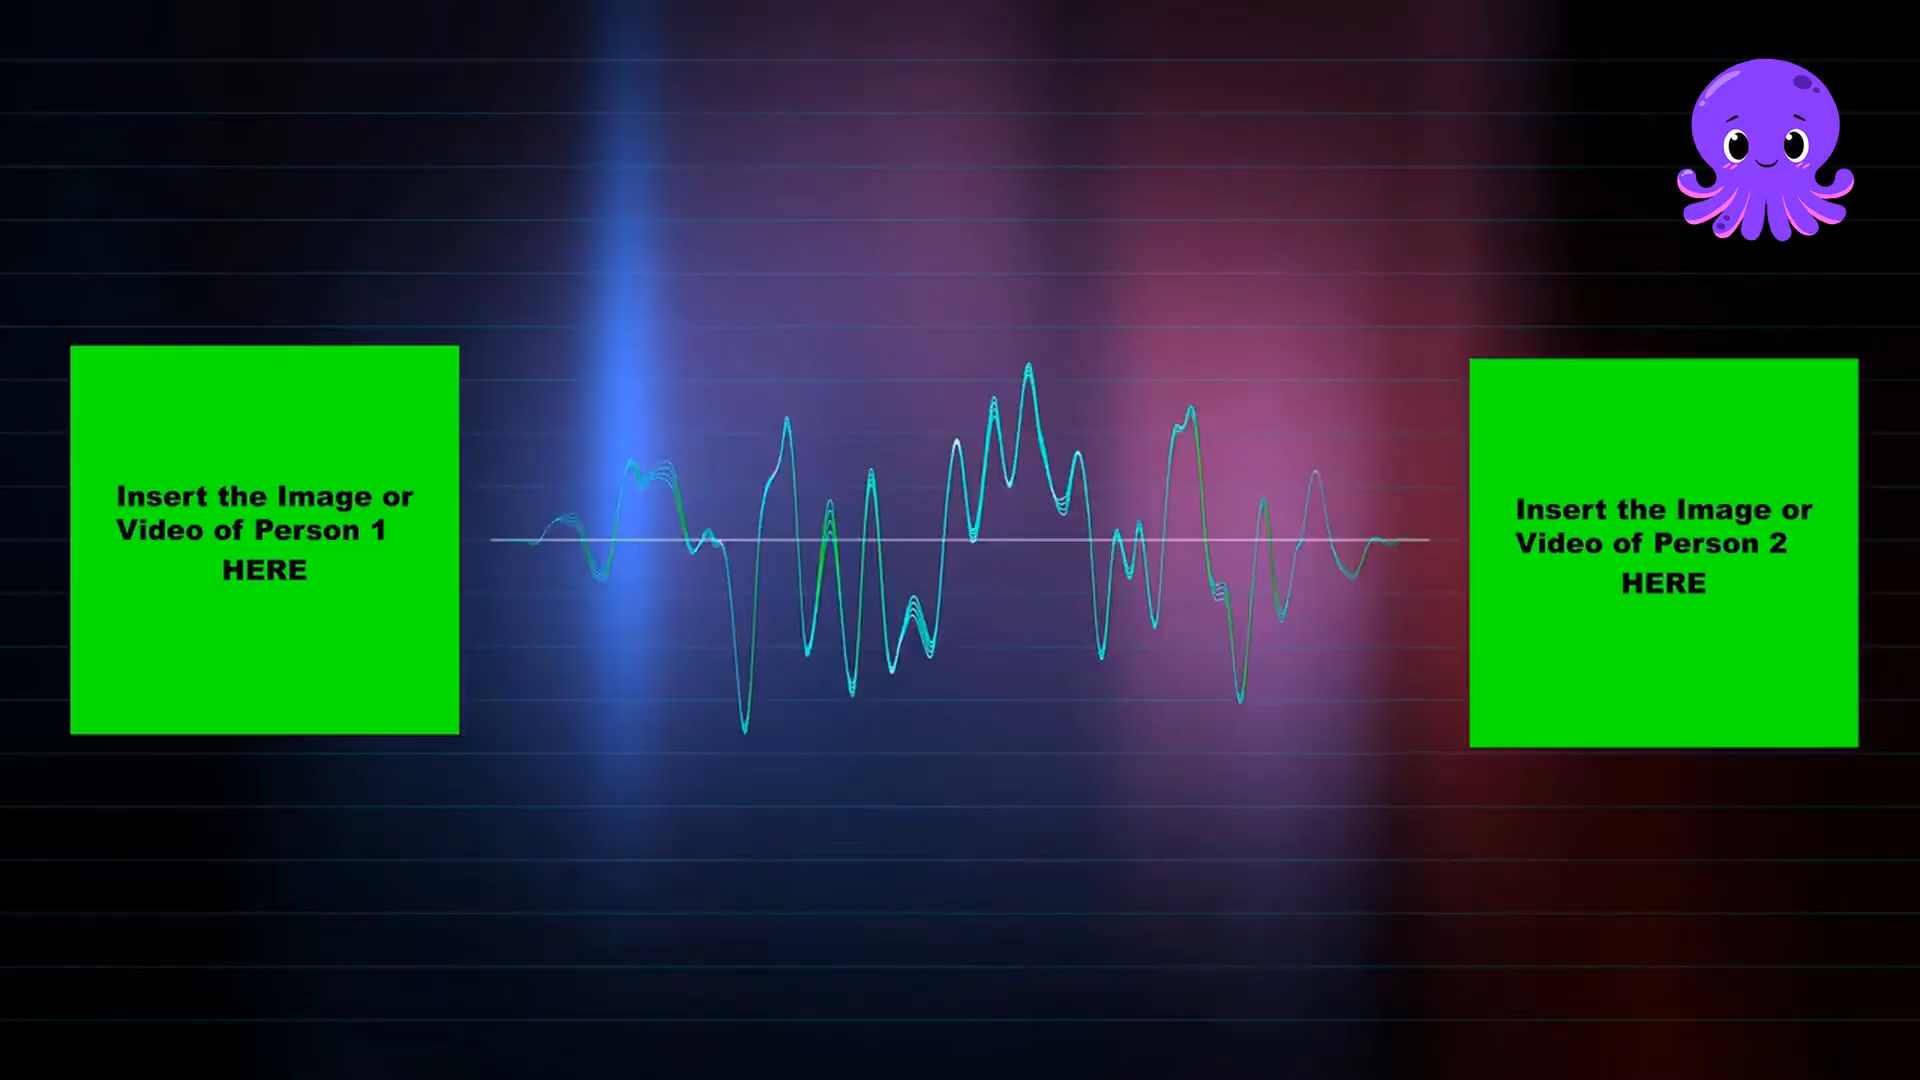 Insert the Image or
Video of Person 1
HERE
Insert the Image or
Video of Person 2
HERE